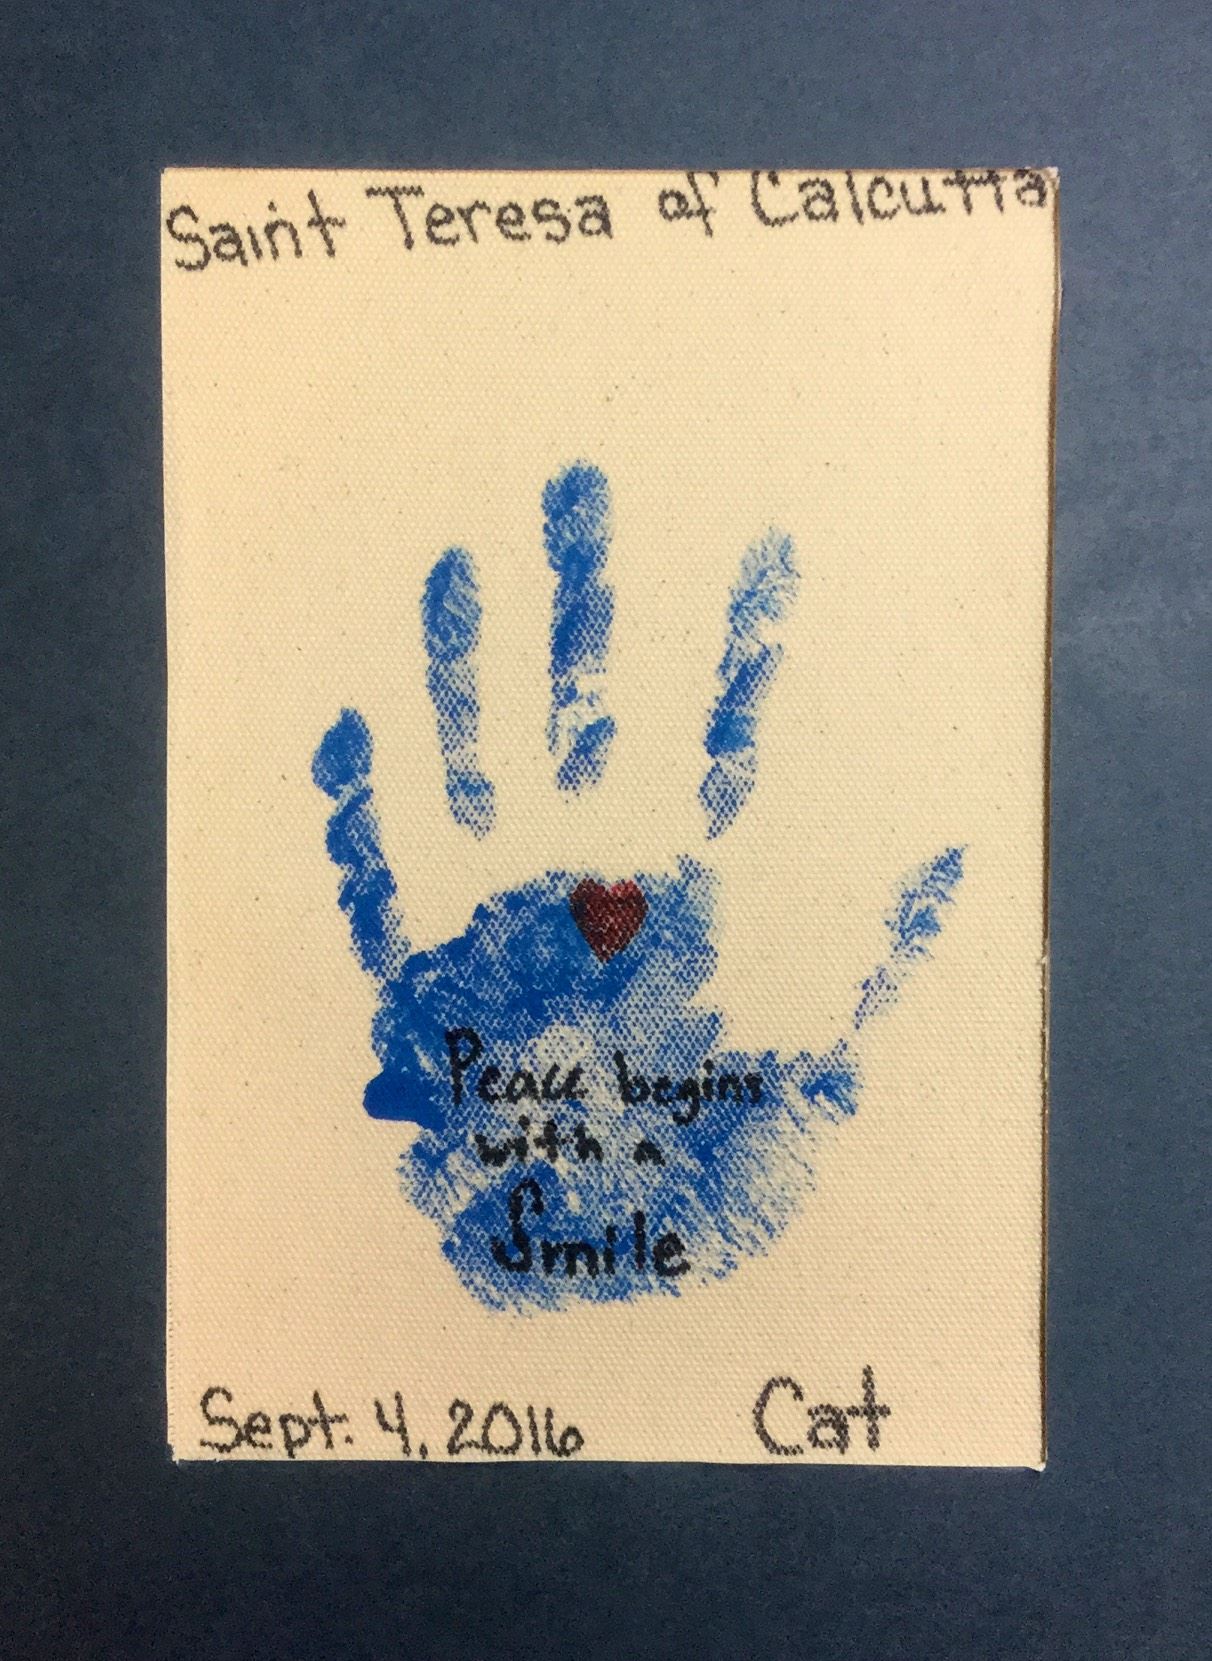 Saint Teresa of Calcutta
Peace begins
with a
Smile
Sept. 4, 2016
Cat